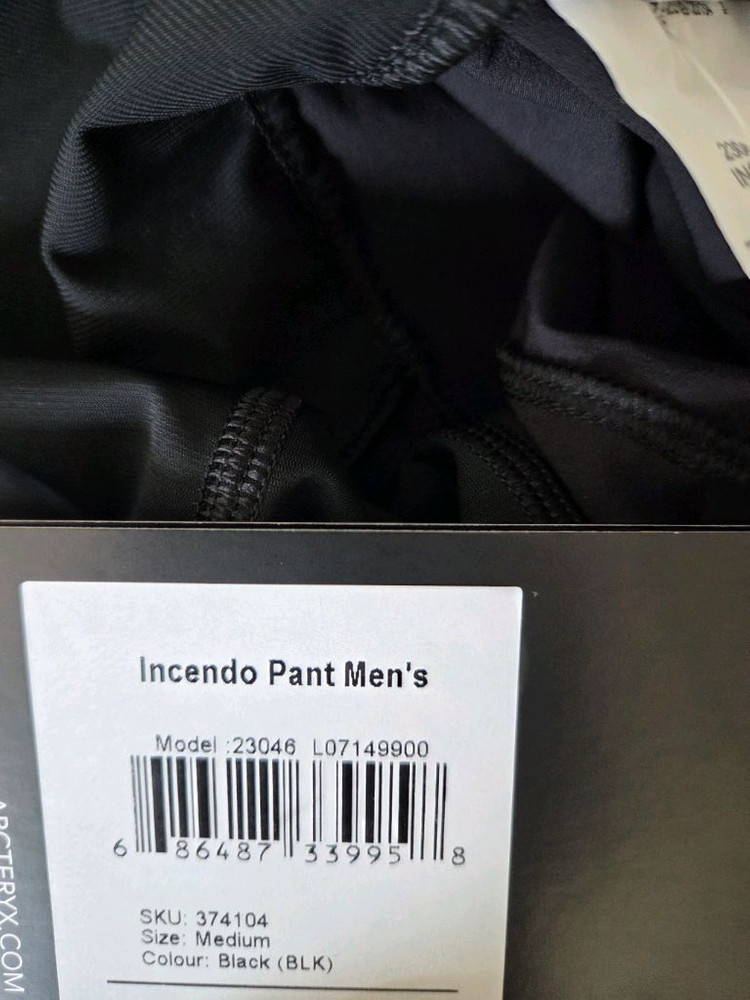 Incendo Pant Men's
Model :23046 L07149900
6 86487 33995 8
SKU: 374104
Size: Medium
Colour: Black (BLK)
ARCTERYX.COM